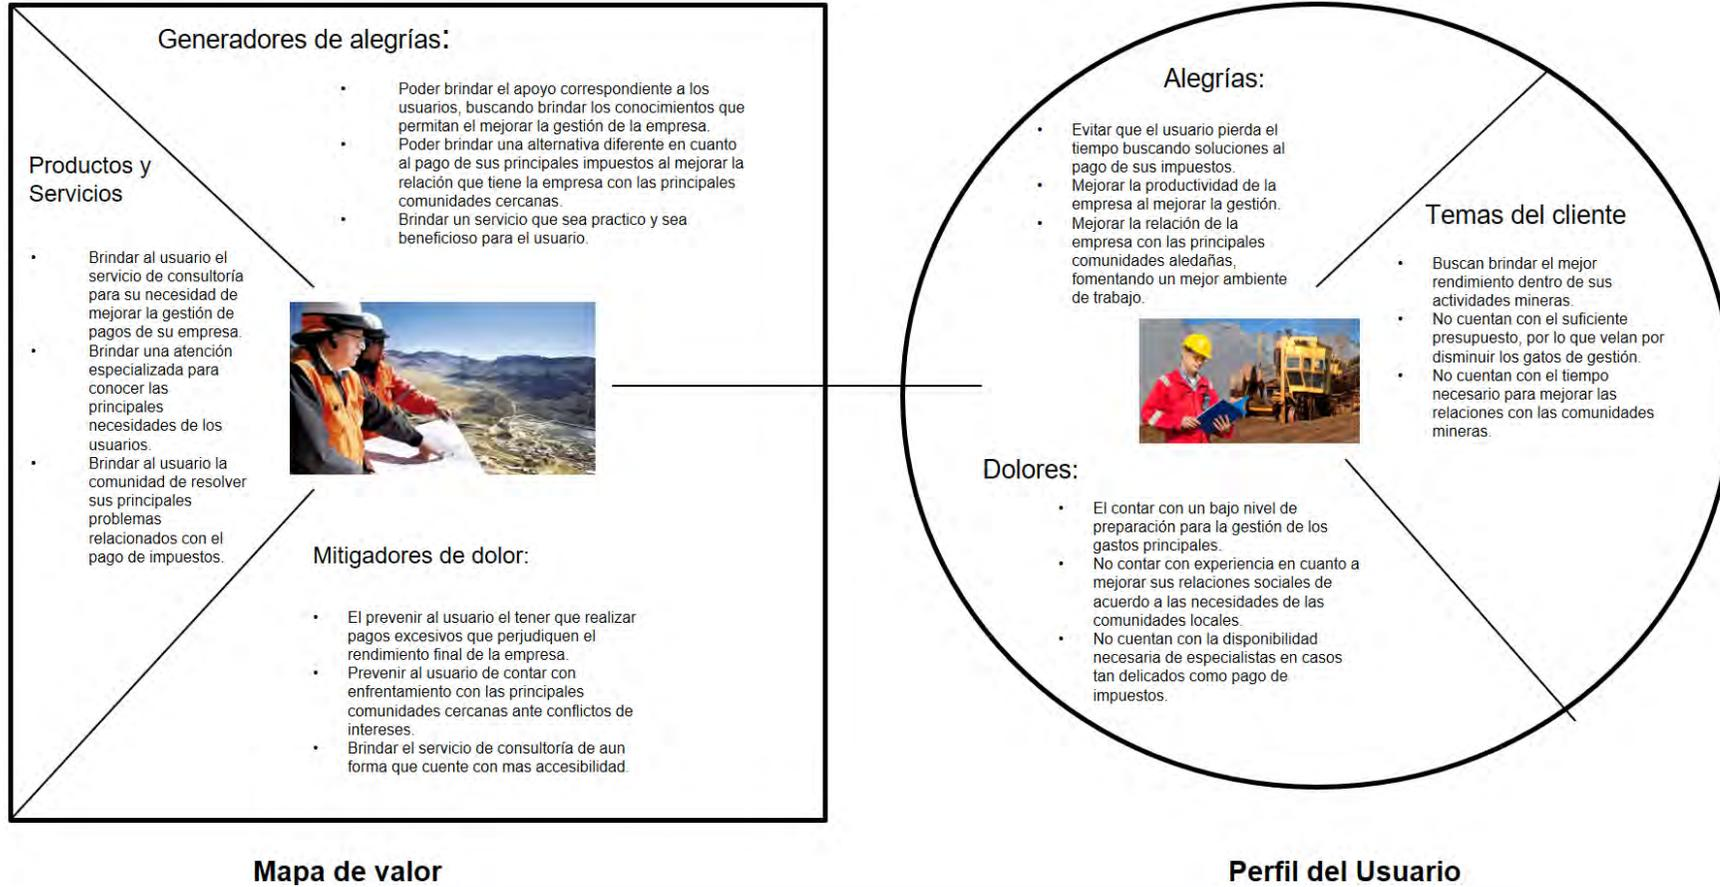 Generadores de alegrías:
• Poder brindar el apoyo correspondiente a los
usuarios, buscando brindar los conocimientos que
permitan el mejorar la gestión de la empresa.
• Poder brindar una alternativa diferente en cuanto
al pago de sus principales impuestos al mejorar la
relación que tiene la empresa con las principales
comunidades cercanas.
• Brindar un servicio que sea practico y sea
beneficioso para el usuario.
Productos y
Servicios
• Brindar al usuario el
servicio de consultoría
para su necesidad de
mejorar la gestión de
pagos de su empresa.
• Brindar una atención
especializada para
conocer las
principales
necesidades de los
usuarios.
• Brindar al usuario la
comunidad de resolver
sus principales
problemas
relacionados con el
pago de impuestos.
Mitigadores de dolor:
• El prevenir al usuario el tener que realizar
pagos excesivos que perjudiquen el
rendimiento final de la empresa.
• Prevenir al usuario de contar con
enfrentamiento con las principales
comunidades cercanas ante conflictos de
intereses.
• Brindar el servicio de consultoría de aun
forma que cuente con mas accesibilidad.
Mapa de valor
Alegrías:
• Evitar que el usuario pierda el
tiempo buscando soluciones al
pago de sus impuestos.
• Mejorar la productividad de la
empresa al mejorar la gestión.
• Mejorar la relación de la
empresa con las principales
comunidades aledañas,
fomentando un mejor ambiente
de trabajo.
Temas del cliente
• Buscan brindar el mejor
rendimiento dentro de sus
actividades mineras.
• No cuentan con el suficiente
presupuesto, por lo que velan por
disminuir los gatos de gestión.
• No cuentan con el tiempo
necesario para mejorar las
relaciones con las comunidades
mineras.
Dolores:
• El contar con un bajo nivel de
preparación para la gestión de los
gastos principales.
• No contar con experiencia en cuanto a
mejorar sus relaciones sociales de
acuerdo a las necesidades de las
comunidades locales.
• No cuentan con la disponibilidad
necesaria de especialistas en casos
tan delicados como pago de
impuestos.
Perfil del Usuario